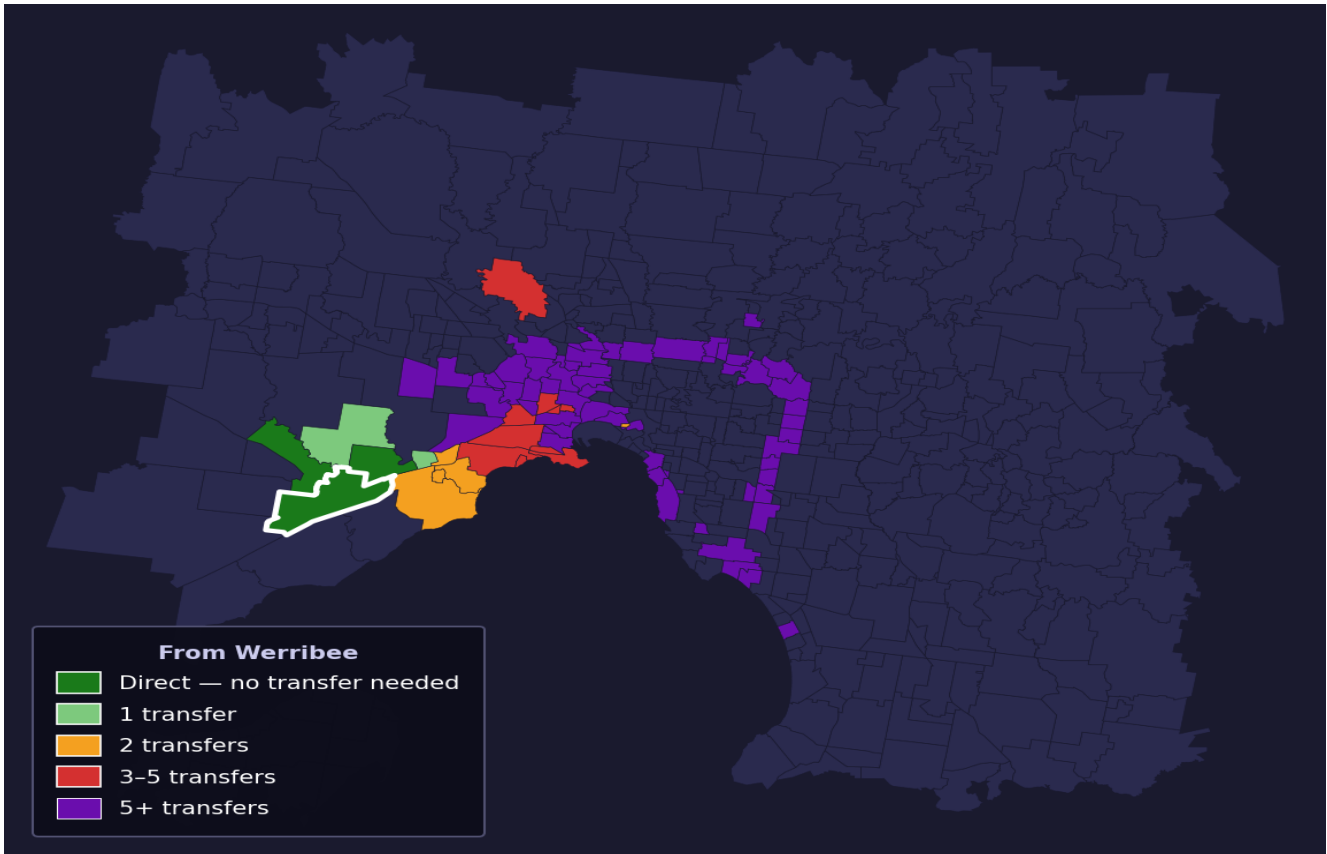 From Werribee
Direct — no transfer needed
1 transfer
2 transfers
3–5 transfers
5+ transfers